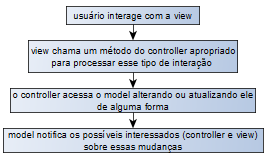 usuário interage com a view
view chama um método do controller apropriado
para processar esse tipo de interação
o controller acessa o model alterando ou atualizando ele
de alguma forma
model notifica os possíveis interessados (controller e view)
sobre essas mudanças